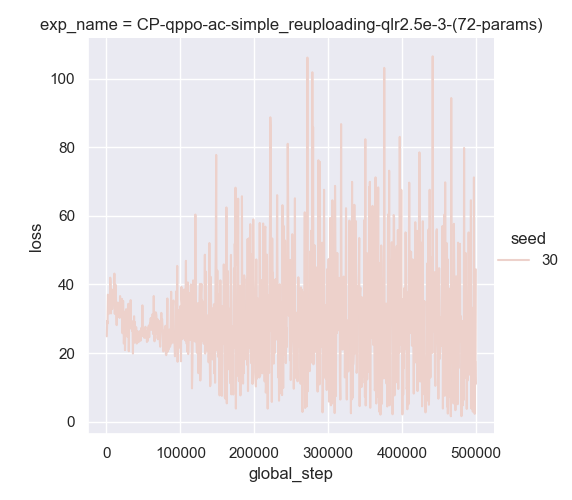 exp_name = CP-qppo-ac-simple_reuploading-qlr2.5e-3-(72-params)
100
80
60
40
20
0
loss
0 100000 200000 300000 400000 500000
global_step
seed
30